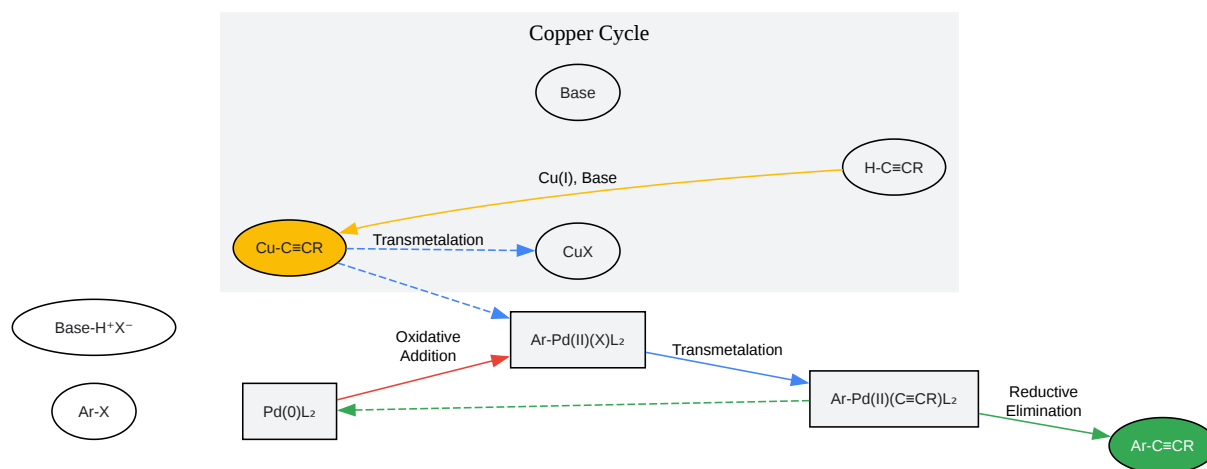 Copper Cycle
Base
H-C≡CR
Cu(I), Base
Cu-C≡CR
Transmetalation
CuX
Base-H⁺X⁻
Oxidative
Addition
Ar-Pd(II)(X)L₂
Transmetalation
Ar-X
Pd(0)L₂
Ar-Pd(II)(C≡CR)L₂
Reductive
Elimination
Ar-C≡CR